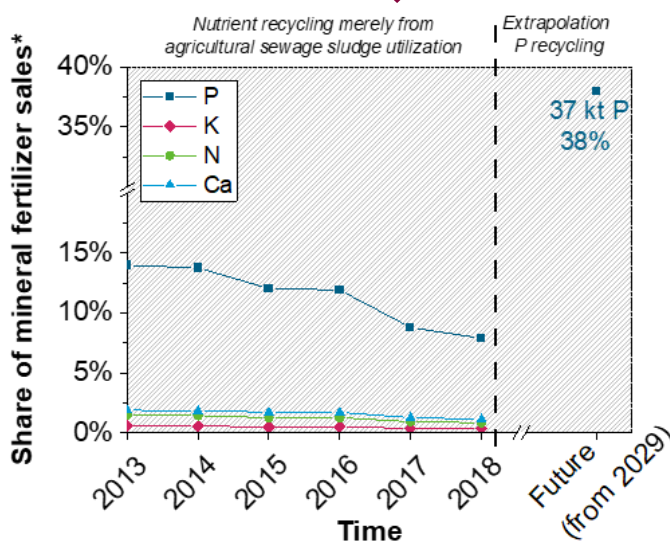 Nutrient recycling merely from
agricultural sewage sludge utilization
Extrapolation
P recycling
Share of mineral fertilizer sales*
40%
35%
15%
10%
5%
0%
P
K
N
Ca
37 kt P
38%
2013
2014
2015
2016
2017
2018
Future
(from 2029)
Time